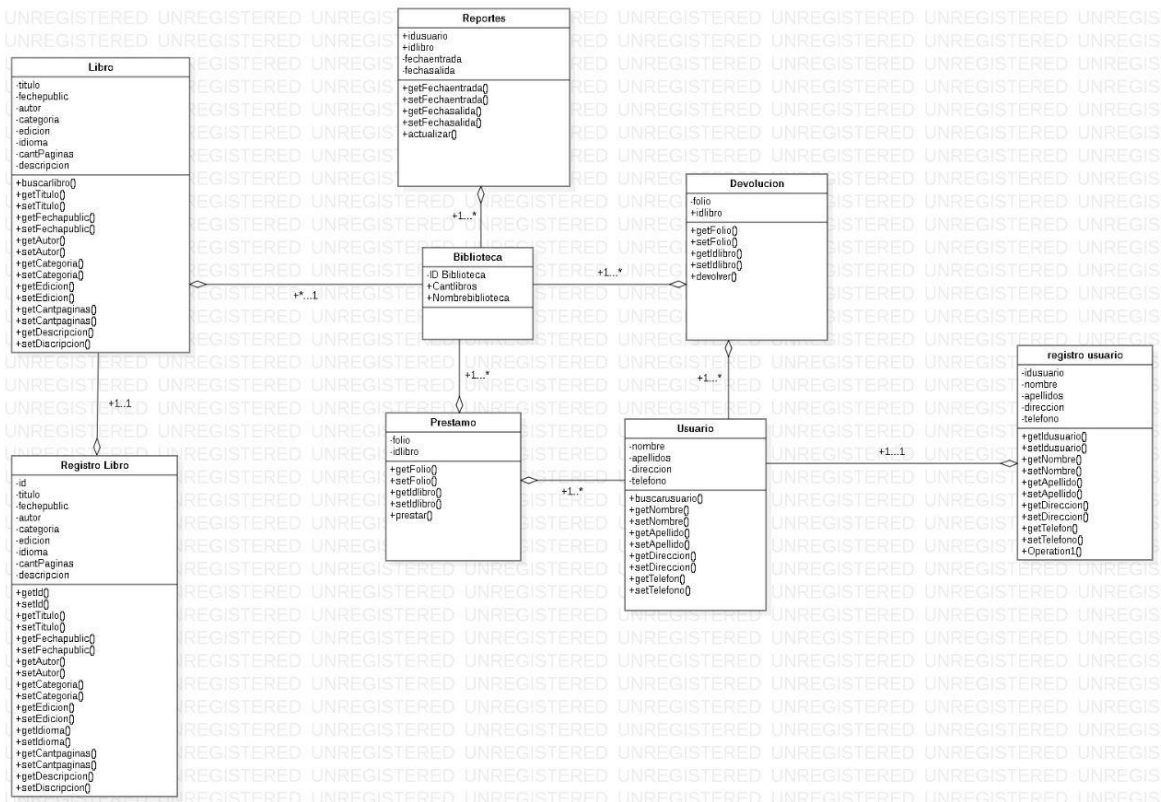 Reportes
+idusuario
+idlibro
-fechaentrada
-fechasalida
+getFechaentrada()
+setFechaentrada()
+getFechasalida()
+setFechasalida()
+actualizar()
Libro
-titulo
-fechepublic
-autor
-categoria
-edicion
-idioma
-cantPaginas
-descripcion
+buscarlibro()
+getTitulo()
+setTitulo()
+getFechapublic()
+setFechapublic()
+getAutor()
+setAutor()
+getCategoria()
+setCategoria()
+getEdicion()
+setEdicion()
+getCantpaginas()
+setCantpaginas()
+getDescripcion()
+setDiscripcion()
+1...*
Biblioteca
-ID Biblioteca
+Cantlibros
+Nombrebiblioteca
+*...1
+1...*
Devolucion
-folio
+idlibro
+getFolio()
+setFolio()
+getIdlibro()
+setIdlibro()
+devolver()
+1...*
+1...*
+1..1
Prestamo
-folio
-idlibro
+getFolio()
+setFolio()
+getIdlibro()
+setIdlibro()
+prestar()
+1..*
Usuario
-nombre
-apellidos
-direccion
-telefono
+buscarusuario()
+getNombre()
+setNombre()
+getApellido()
+setApellido()
+getDireccion()
+setDireccion()
+getTelefon()
+setTelefono()
+1...1
registro usuario
-idusuario
-nombre
-apellidos
-direccion
-telefono
+getIdusuario()
+setIdusuario()
+getNombre()
+setNombre()
+getApellido()
+setApellido()
+getDireccion()
+setDireccion()
+getTelefon()
+setTelefono()
+Operation1()
Registro Libro
-id
-titulo
-fechepublic
-autor
-categoria
-edicion
-idioma
-cantPaginas
-descripcion
+getId()
+setId()
+getTitulo()
+setTitulo()
+getFechapublic()
+setFechapublic()
+getAutor()
+setAutor()
+getCategoria()
+setCategoria()
+getEdicion()
+setEdicion()
+getIdioma()
+setIdioma()
+getCantpaginas()
+setCantpaginas()
+getDescripcion()
+setDiscripcion()